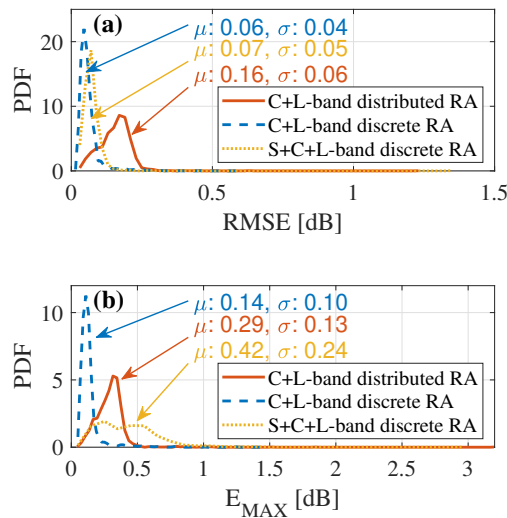 (a)
μ: 0.06, σ: 0.04
μ: 0.07, σ: 0.05
μ: 0.16, σ: 0.06
C+L-band distributed RA
C+L-band discrete RA
S+C+L-band discrete RA
PDF
20
10
0
0 0.5 1 1.5
RMSE [dB]
(b)
μ: 0.14, σ: 0.10
μ: 0.29, σ: 0.13
μ: 0.42, σ: 0.24
C+L-band distributed RA
C+L-band discrete RA
S+C+L-band discrete RA
PDF
10
5
0
0 0.5 1 1.5 2 2.5 3
E_MAX [dB]